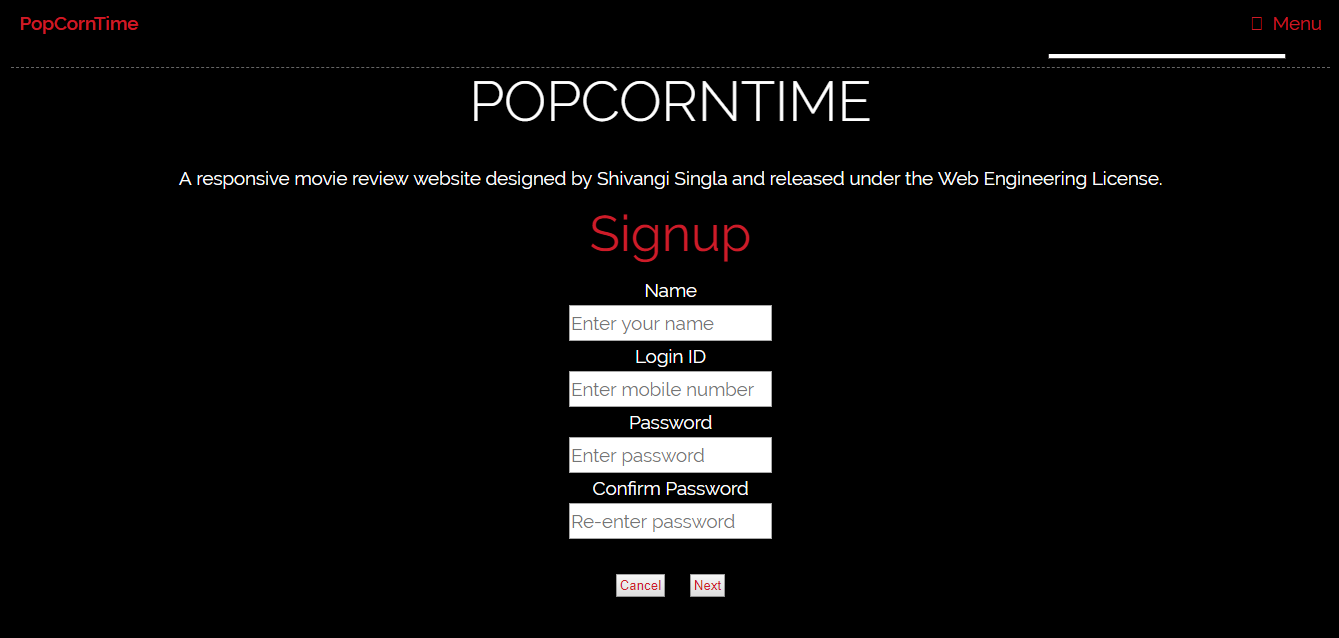 PopCornTime
Menu
POPCORNTIME
A responsive movie review website designed by Shivangi Singla and released under the Web Engineering License.
Signup
Name
Enter your name
Login ID
Enter mobile number
Password
Enter password
Confirm Password
Re-enter password
Cancel Next